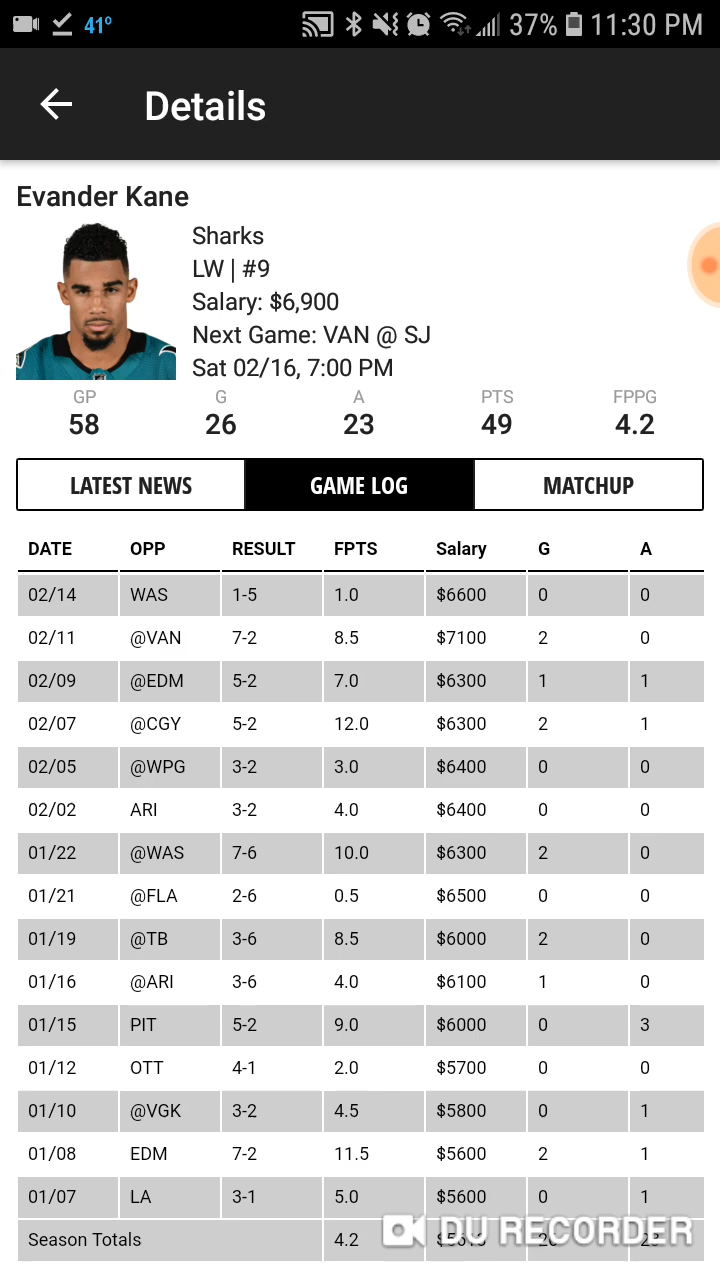 41° 37% 11:30 PM
Details
Evander Kane
Sharks
LW | #9
Salary: $6,900
Next Game: VAN @ SJ
Sat 02/16, 7:00 PM
GP G A PTS FPPG
58 26 23 49 4.2
LATEST NEWS GAME LOG MATCHUP
DATE OPP RESULT FPTS Salary G A
02/14 WAS 1-5 1.0 $6600 0 0
02/11 @VAN 7-2 8.5 $7100 2 0
02/09 @EDM 5-2 7.0 $6300 1 1
02/07 @CGY 5-2 12.0 $6300 2 1
02/05 @WPG 3-2 3.0 $6400 0 0
02/02 ARI 3-2 4.0 $6400 0 0
01/22 @WAS 7-6 10.0 $6300 2 0
01/21 @FLA 2-6 0.5 $6500 0 0
01/19 @TB 3-6 8.5 $6000 2 0
01/16 @ARI 3-6 4.0 $6100 1 0
01/15 PIT 5-2 9.0 $6000 0 3
01/12 OTT 4-1 2.0 $5700 0 0
01/10 @VGK 3-2 4.5 $5800 0 1
01/08 EDM 7-2 11.5 $5600 2 1
01/07 LA 3-1 5.0 $5600 0 1
Season Totals 4.2
DU RECORDER